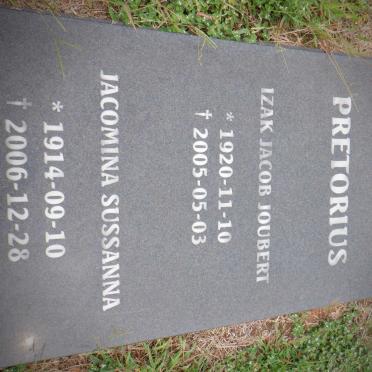 PRETORIUS
IZAK JACOB JOUBERT
* 1920-11-10
† 2005-05-03
JACOMINA SUSSANNA
* 1914-09-10
† 2006-12-28